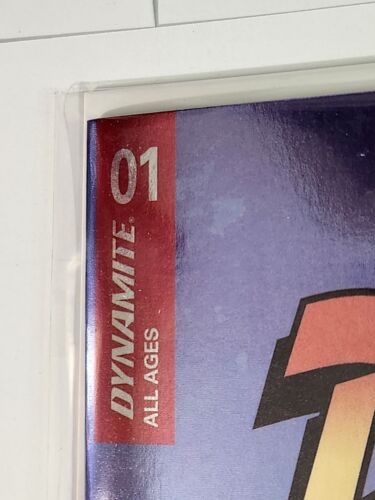 01
DYNAMITE®
ALL AGES